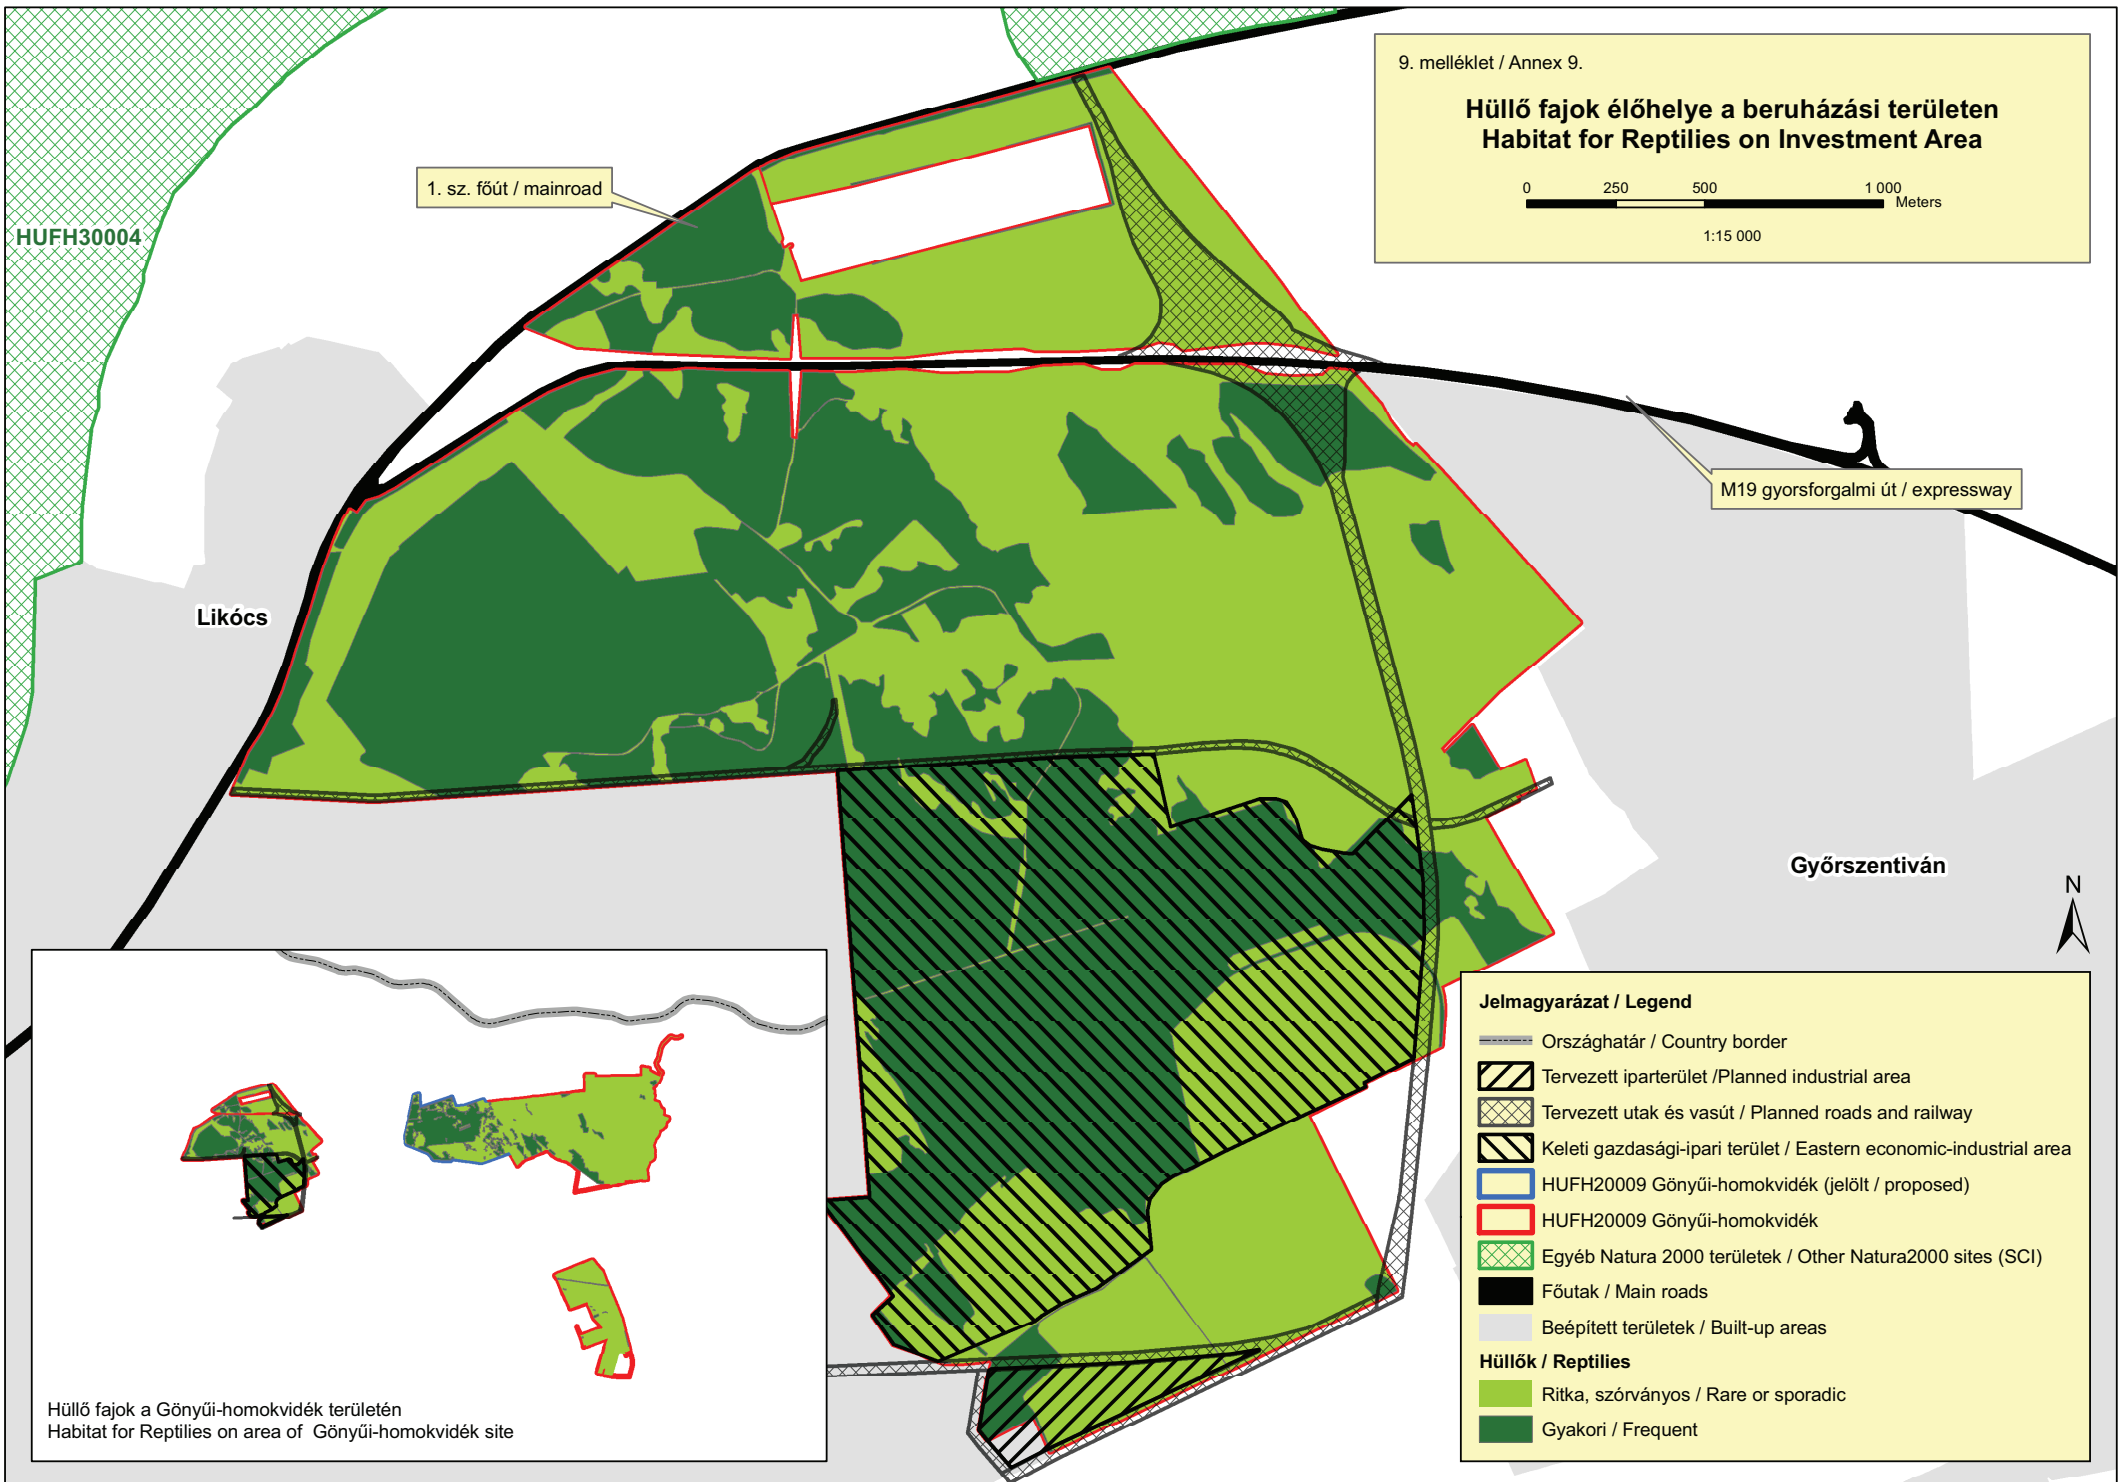 9. melléklet / Annex 9.
Hüllő fajok élőhelye a beruházási területen
Habitat for Reptilies on Investment Area
0 250 500 1 000
Meters
1:15 000
1. sz. főút / mainroad
HUFH30004
M19 gyorsforgalmi út / expressway
Likócs
Győrszentiván
N
Jelmagyarázat / Legend
Országhatár / Country border
Tervezett iparterület /Planned industrial area
Tervezett utak és vasút / Planned roads and railway
Keleti gazdasági-ipari terület / Eastern economic-industrial area
HUFH20009 Gönyűi-homokvidék (jelölt / proposed)
HUFH20009 Gönyűi-homokvidék
Egyéb Natura 2000 területek / Other Natura2000 sites (SCI)
Főutak / Main roads
Beépített területek / Built-up areas
Hüllők / Reptilies
Ritka, szórványos / Rare or sporadic
Gyakori / Frequent
Hüllő fajok a Gönyűi-homokvidék területén
Habitat for Reptilies on area of Gönyűi-homokvidék site